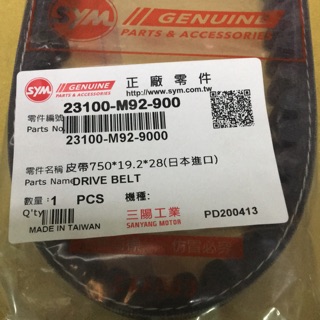 SYM
GENUINE
PARTS & ACCESSORIES
SYM GENUINE
PARTS & ACCESSORIES
正廠零件
www.sym.com.tw
零件編號 23100-M92-900
Parts No
23100-M92-9000
零件名稱 皮帶750*19.2*28(日本進口)
Parts Name DRIVE BELT
數量: 1 PCS 機種:
Q'ty
三陽工業 PD200413
SANYANG MOTOR
MADE IN TAIWAN